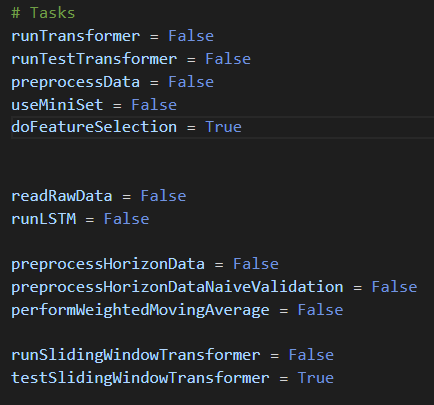 # Tasks
runTransformer = False
runTestTransformer = False
preprocessData = False
useMiniSet = False
doFeatureSelection = True
readRawData = False
runLSTM = False
preprocessHorizonData = False
preprocessHorizonDataNaiveValidation = False
performWeightedMovingAverage = False
runSlidingWindowTransformer = False
testSlidingWindowTransformer = True